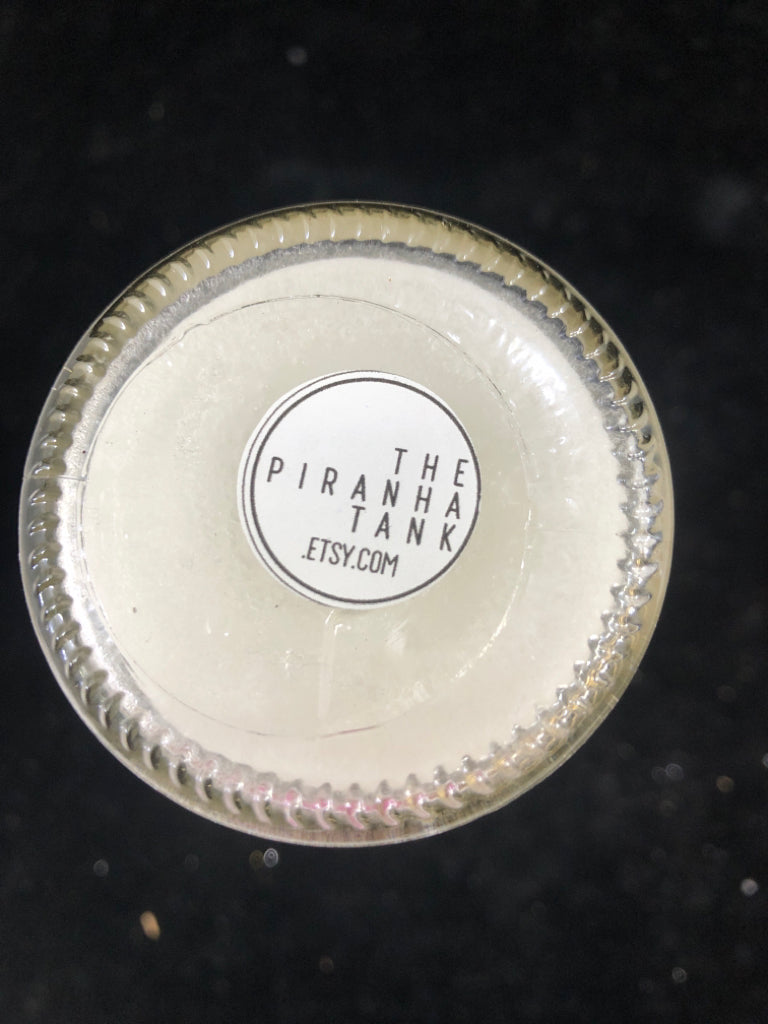 THE
PIRANHA
TANK
.ETSY.COM